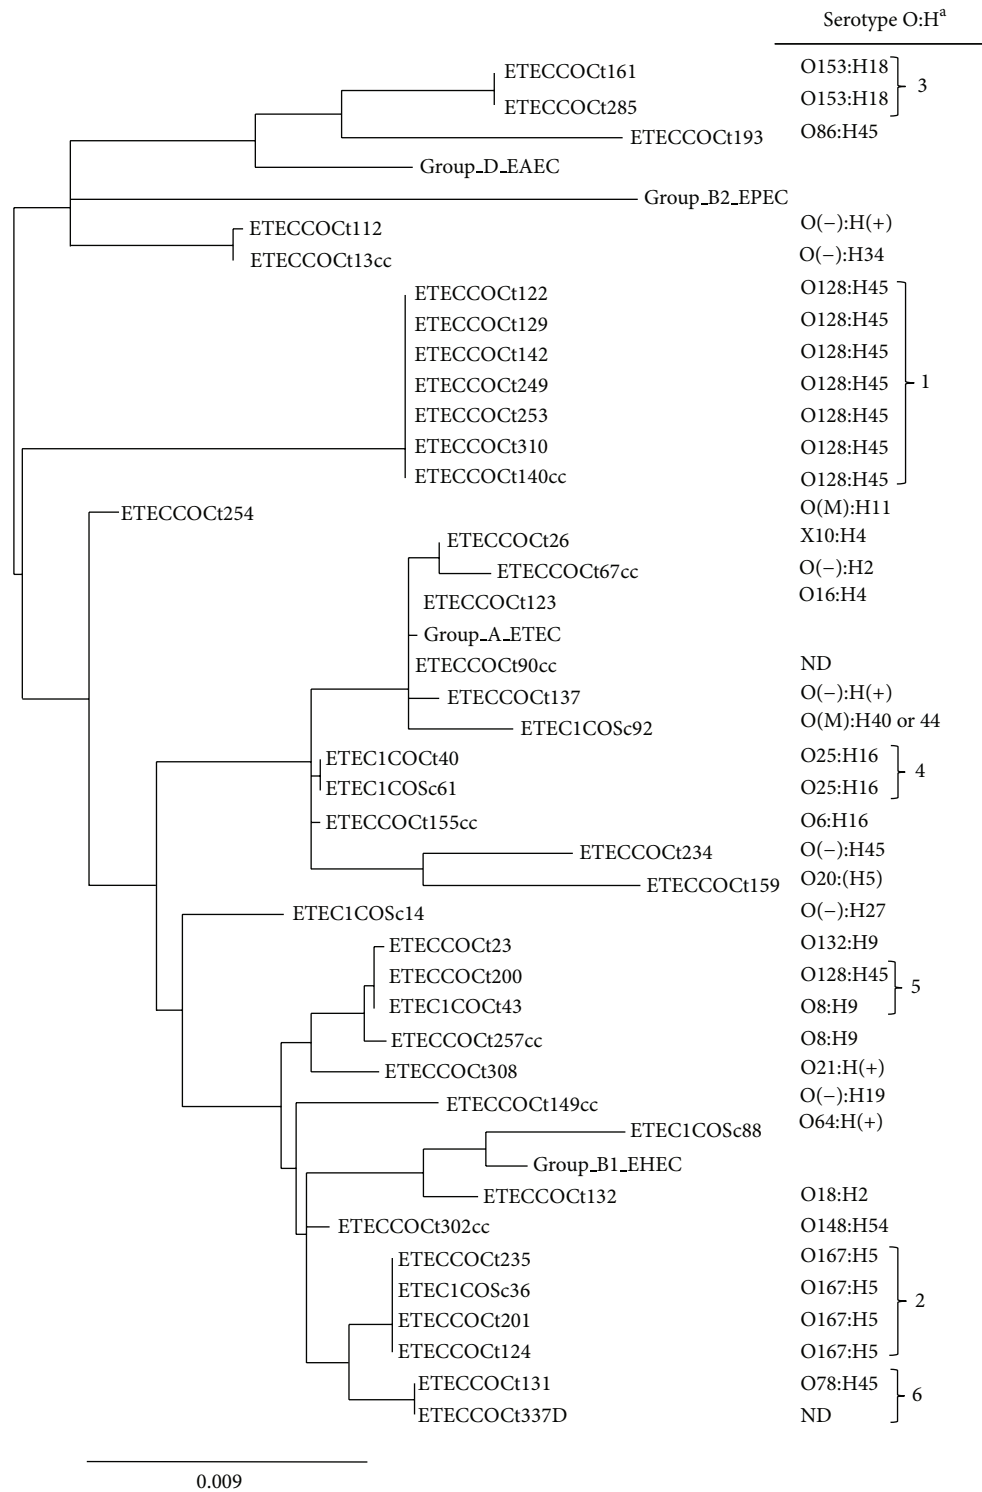 Serotype O:Hª
ETECCOCt161 O153:H18
3
ETECCOCt285 O153:H18
ETECCOCt193 O86:H45
Group_D_EAEC
Group_B2_EPEC
ETECCOCt112 O(−):H(+)
ETECCOCt13cc O(−):H34
ETECCOCt122 O128:H45
ETECCOCt129 O128:H45
ETECCOCt142 O128:H45
ETECCOCt249 O128:H45
1
ETECCOCt253 O128:H45
ETECCOCt310 O128:H45
ETECCOCt140cc O128:H45
ETECCOCt254 O(M):H11
ETECCOCt26 X10:H4
ETECCOCt67cc O(−):H2
ETECCOCt123 O16:H4
Group_A_ETEC
ETECCOCt90cc ND
ETECCOCt137 O(−):H(+)
ETEC1COSc92 O(M):H40 or 44
ETEC1COCt40 O25:H16
4
ETEC1COSc61 O25:H16
ETECCOCt155cc O6:H16
ETECCOCt234 O(−):H45
ETECCOCt159 O20:(H5)
ETEC1COSc14 O(−):H27
ETECCOCt23 O132:H9
ETECCOCt200 O128:H45
5
ETEC1COCt43 O8:H9
ETECCOCt257cc O8:H9
ETECCOCt308 O21:H(+)
ETECCOCt149cc O(−):H19
ETEC1COSc88 O64:H(+)
Group_B1_EHEC
ETECCOCt132 O18:H2
ETECCOCt302cc O148:H54
ETECCOCt235 O167:H5
ETEC1COSc36 O167:H5
2
ETECCOCt201 O167:H5
ETECCOCt124 O167:H5
ETECCOCt131 O78:H45
6
ETECCOCt337D ND
0.009